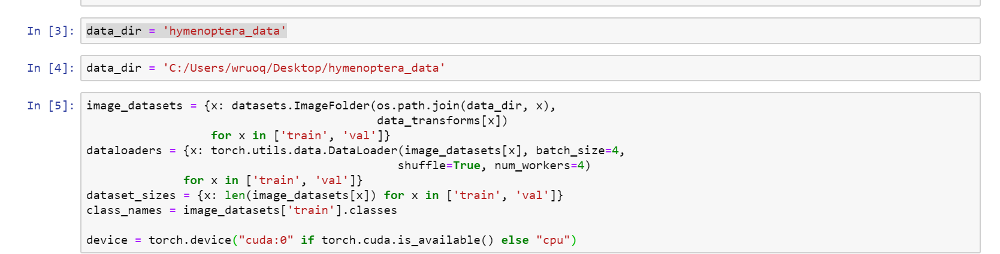 In [3]: data_dir = 'hymenoptera_data'
In [4]: data_dir = 'C:/Users/wruoq/Desktop/hymenoptera_data'
In [5]: image_datasets = {x: datasets.ImageFolder(os.path.join(data_dir, x),
                                          data_transforms[x])
                  for x in ['train', 'val']}
dataloaders = {x: torch.utils.data.DataLoader(image_datasets[x], batch_size=4,
                                             shuffle=True, num_workers=4)
              for x in ['train', 'val']}
dataset_sizes = {x: len(image_datasets[x]) for x in ['train', 'val']}
class_names = image_datasets['train'].classes
device = torch.device("cuda:0" if torch.cuda.is_available() else "cpu")